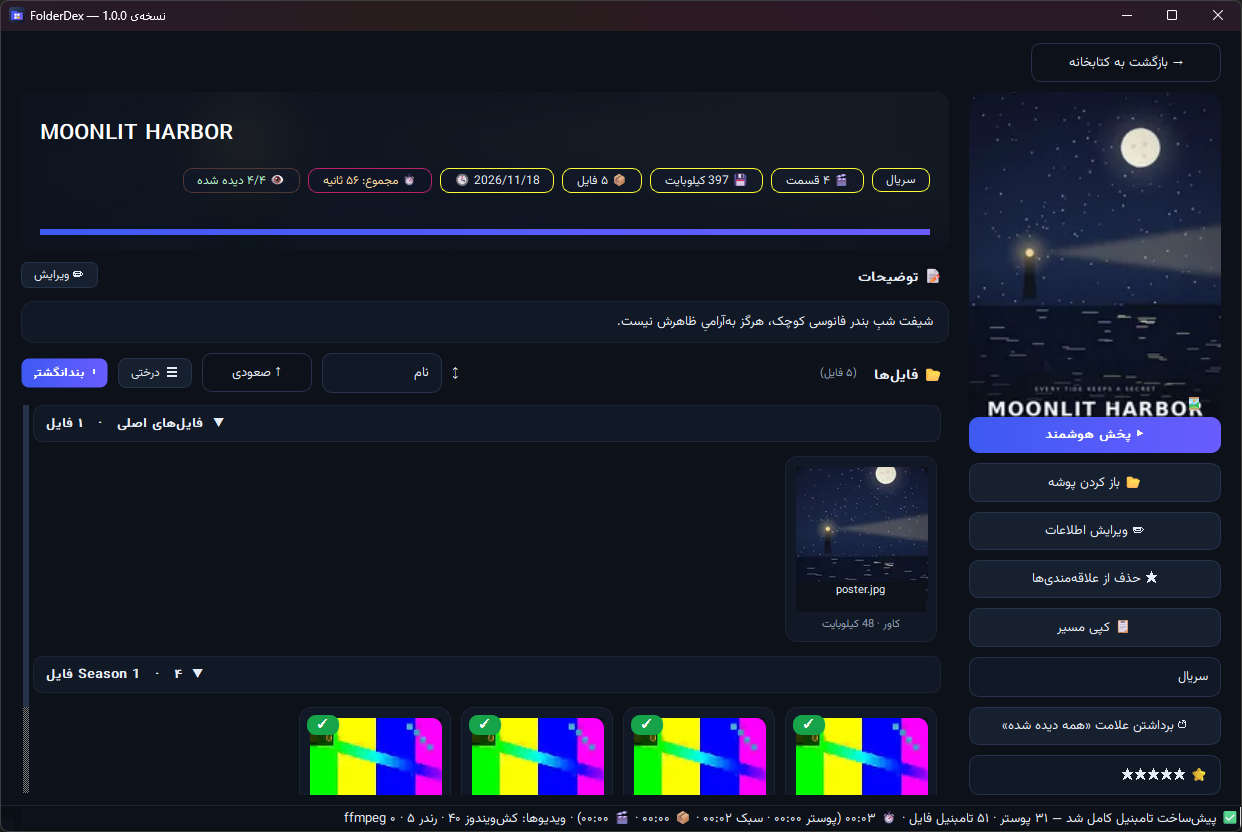 FolderDex — نسخه‌ی 1.0.0
→ بازگشت به کتابخانه
MOONLIT HARBOR
سریال
۴ قسمت
397 کیلوبایت
۵ فایل
2026/11/18
مجموع: ۵۶ ثانیه
۴/۴ دیده شده
توضیحات
ویرایش
شیفت شبِ بندر فانوسی کوچک، هرگز به‌آرامیِ ظاهرش نیست.
فایل‌ها (۵ فایل)
↕ نام
↑ صعودی
☰ درختی
بندانگشتی
▼ فایل‌های اصلی · ۱ فایل
poster.jpg
کاور · 48 کیلوبایت
▼ Season 1 · ۴ فایل
EVERY TIDE KEEPS A SECRET
MOONLIT HARBOR
پخش هوشمند
باز کردن پوشه
ویرایش اطلاعات
★ حذف از علاقه‌مندی‌ها
کپی مسیر
سریال
برداشتن علامت «همه دیده شده»
★★★★★
پیش‌ساخت تامبنیل کامل شد — ۳۱ پوستر · ۵۱ تامبنیل فایل · ۰۰:۰۳ (پوستر ۰۰:۰۰ · سبک ۰۰:۰۲ · ۰۰:۰۰ · ۰۰:۰۰) · ویدیوها: کش‌ویندوز ۴۰ · رندر ۵ · ffmpeg ۰